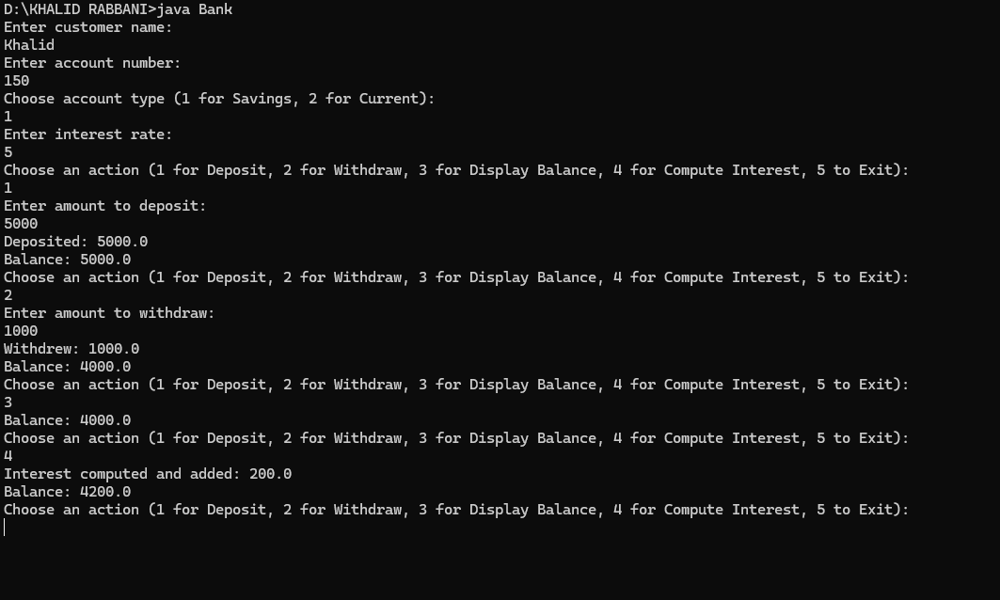 D:\KHALID RABBANI>java Bank
Enter customer name:
Khalid
Enter account number:
150
Choose account type (1 for Savings, 2 for Current):
1
Enter interest rate:
5
Choose an action (1 for Deposit, 2 for Withdraw, 3 for Display Balance, 4 for Compute Interest, 5 to Exit):
1
Enter amount to deposit:
5000
Deposited: 5000.0
Balance: 5000.0
Choose an action (1 for Deposit, 2 for Withdraw, 3 for Display Balance, 4 for Compute Interest, 5 to Exit):
2
Enter amount to withdraw:
1000
Withdrew: 1000.0
Balance: 4000.0
Choose an action (1 for Deposit, 2 for Withdraw, 3 for Display Balance, 4 for Compute Interest, 5 to Exit):
3
Balance: 4000.0
Choose an action (1 for Deposit, 2 for Withdraw, 3 for Display Balance, 4 for Compute Interest, 5 to Exit):
4
Interest computed and added: 200.0
Balance: 4200.0
Choose an action (1 for Deposit, 2 for Withdraw, 3 for Display Balance, 4 for Compute Interest, 5 to Exit):